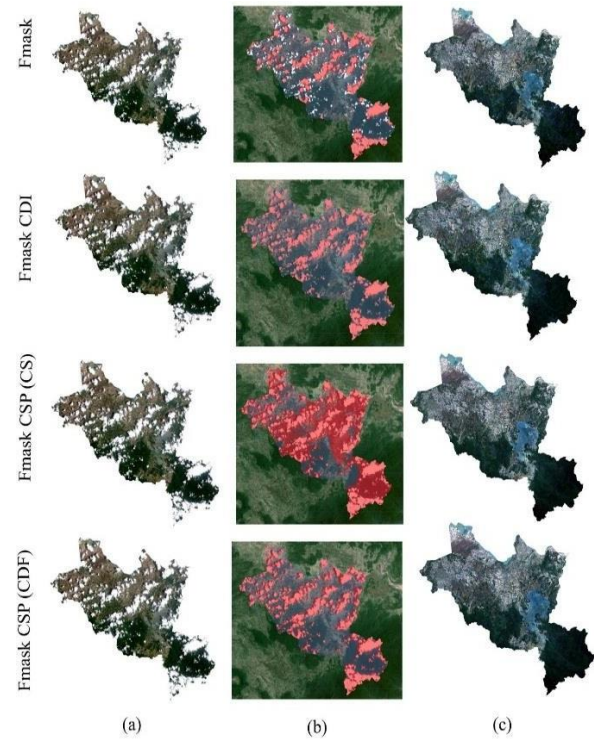 Fmask
Fmask CDI
Fmask CSP (CS)
Fmask CSP (CDF)
(a)
(b)
(c)